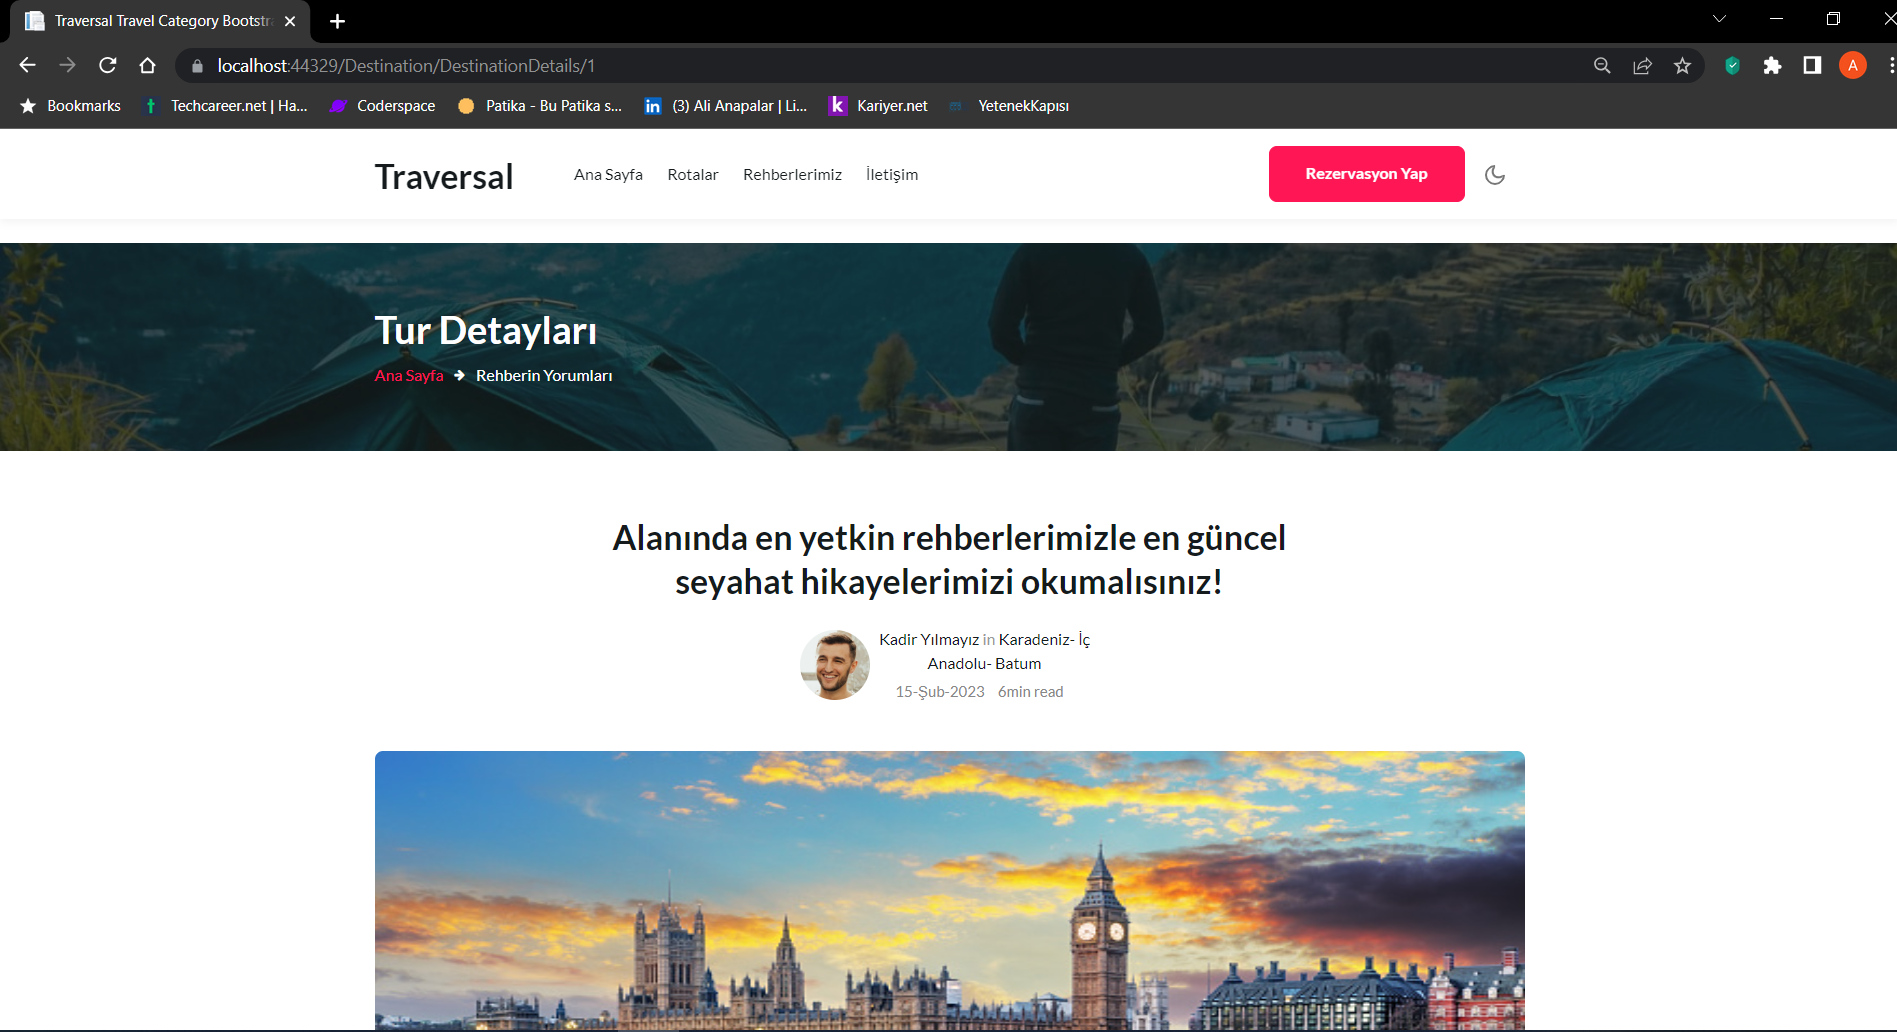 Traversal Travel Category Bootstr
localhost:44329/Destination/DestinationDetails/1
A
Bookmarks
Techcareer.net | Ha...
Coderspace
Patika - Bu Patika s...
in
(3) Ali Anapalar | Li...
k
Kariyer.net
YetenekKapısı
Traversal
Ana Sayfa
Rotalar
Rehberlerimiz
İletişim
Rezervasyon Yap
Tur Detayları
Ana Sayfa
Rehberin Yorumları
Alanında en yetkin rehberlerimizle en güncel
seyahat hikayelerimizi okumalısınız!
Kadir Yılmayız in Karadeniz- İç
Anadolu- Batum
15-Şub-2023 6min read